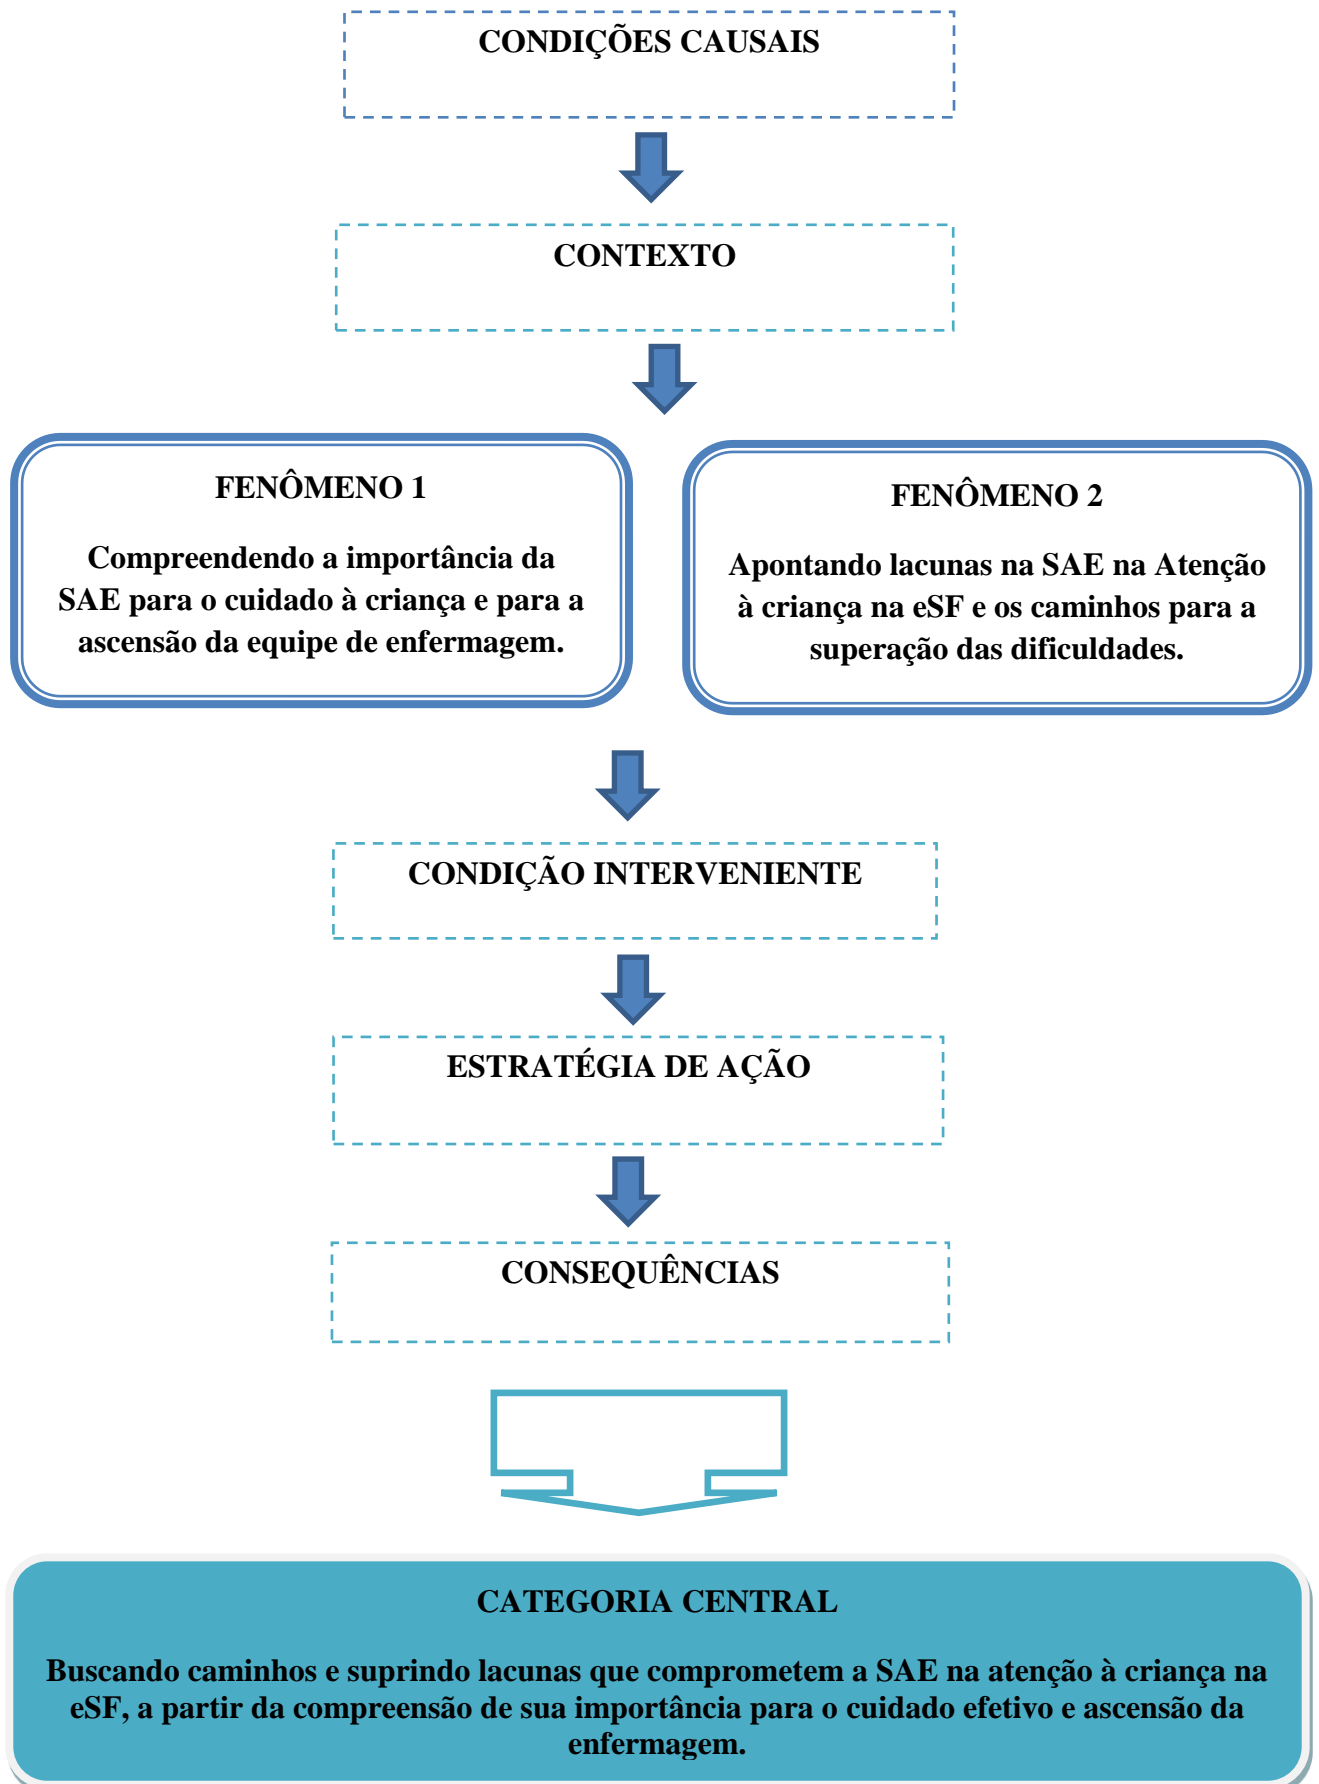 CONDIÇÕES CAUSAIS
CONTEXTO
FENÔMENO 1
Compreendendo a importância da
SAE para o cuidado à criança e para a
ascensão da equipe de enfermagem.
FENÔMENO 2
Apontando lacunas na SAE na Atenção
à criança na eSF e os caminhos para a
superação das dificuldades.
CONDIÇÃO INTERVENIENTE
ESTRATÉGIA DE AÇÃO
CONSEQUÊNCIAS
CATEGORIA CENTRAL
Buscando caminhos e suprindo lacunas que comprometem a SAE na atenção à criança na
eSF, a partir da compreensão de sua importância para o cuidado efetivo e ascensão da
enfermagem.